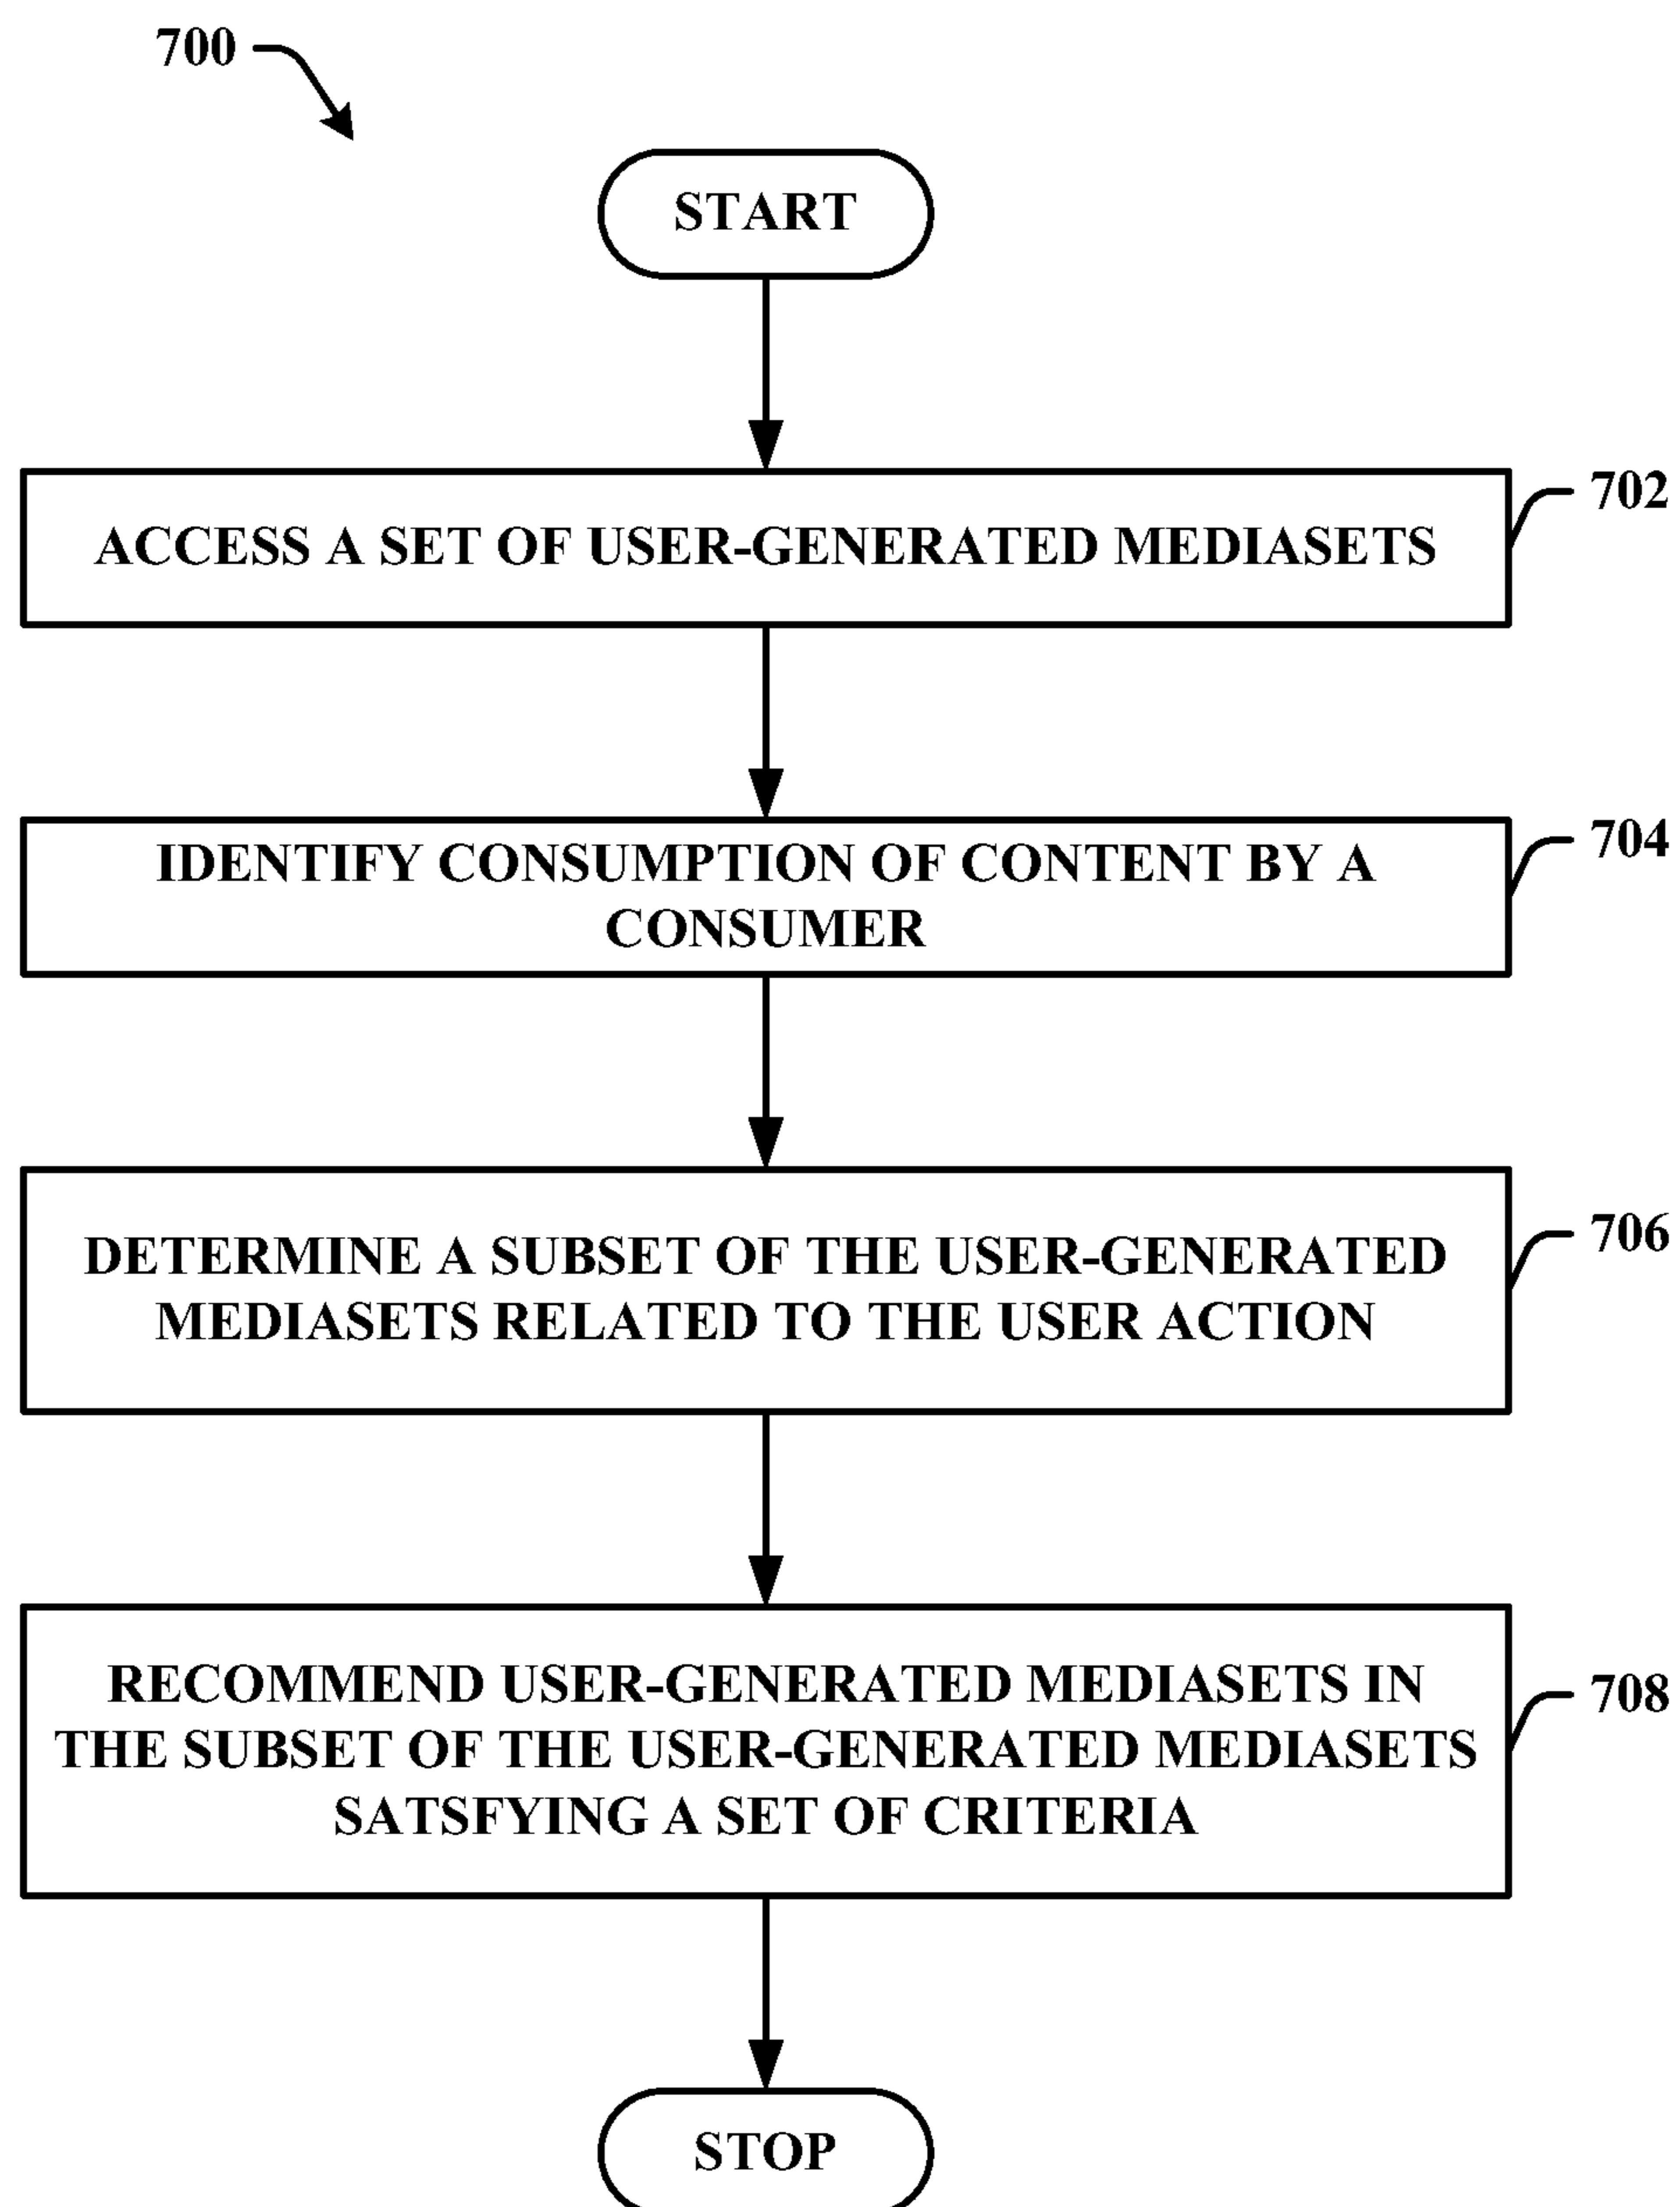 700
START
ACCESS A SET OF USER-GENERATED MEDIASETS
702
IDENTIFY CONSUMPTION OF CONTENT BY A
CONSUMER
704
DETERMINE A SUBSET OF THE USER-GENERATED
MEDIASETS RELATED TO THE USER ACTION
706
RECOMMEND USER-GENERATED MEDIASETS IN
THE SUBSET OF THE USER-GENERATED MEDIASETS
SATSFYING A SET OF CRITERIA
708
STOP